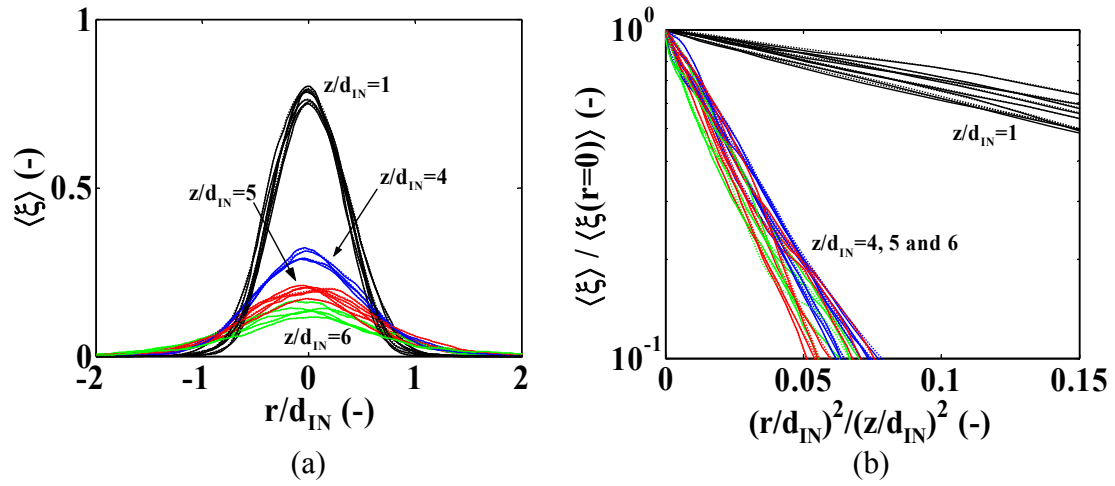 1
0.5
0
⟨ξ⟩ (-)
z/d_IN=1
z/d_IN=5
z/d_IN=4
z/d_IN=6
-2 -1 0 1 2
r/d_IN (-)
(a)
10^0
10^-1
⟨ξ⟩ / ⟨ξ(r=0)⟩ (-)
z/d_IN=1
z/d_IN=4, 5 and 6
0 0.05 0.1 0.15
(r/d_IN)^2/(z/d_IN)^2 (-)
(b)